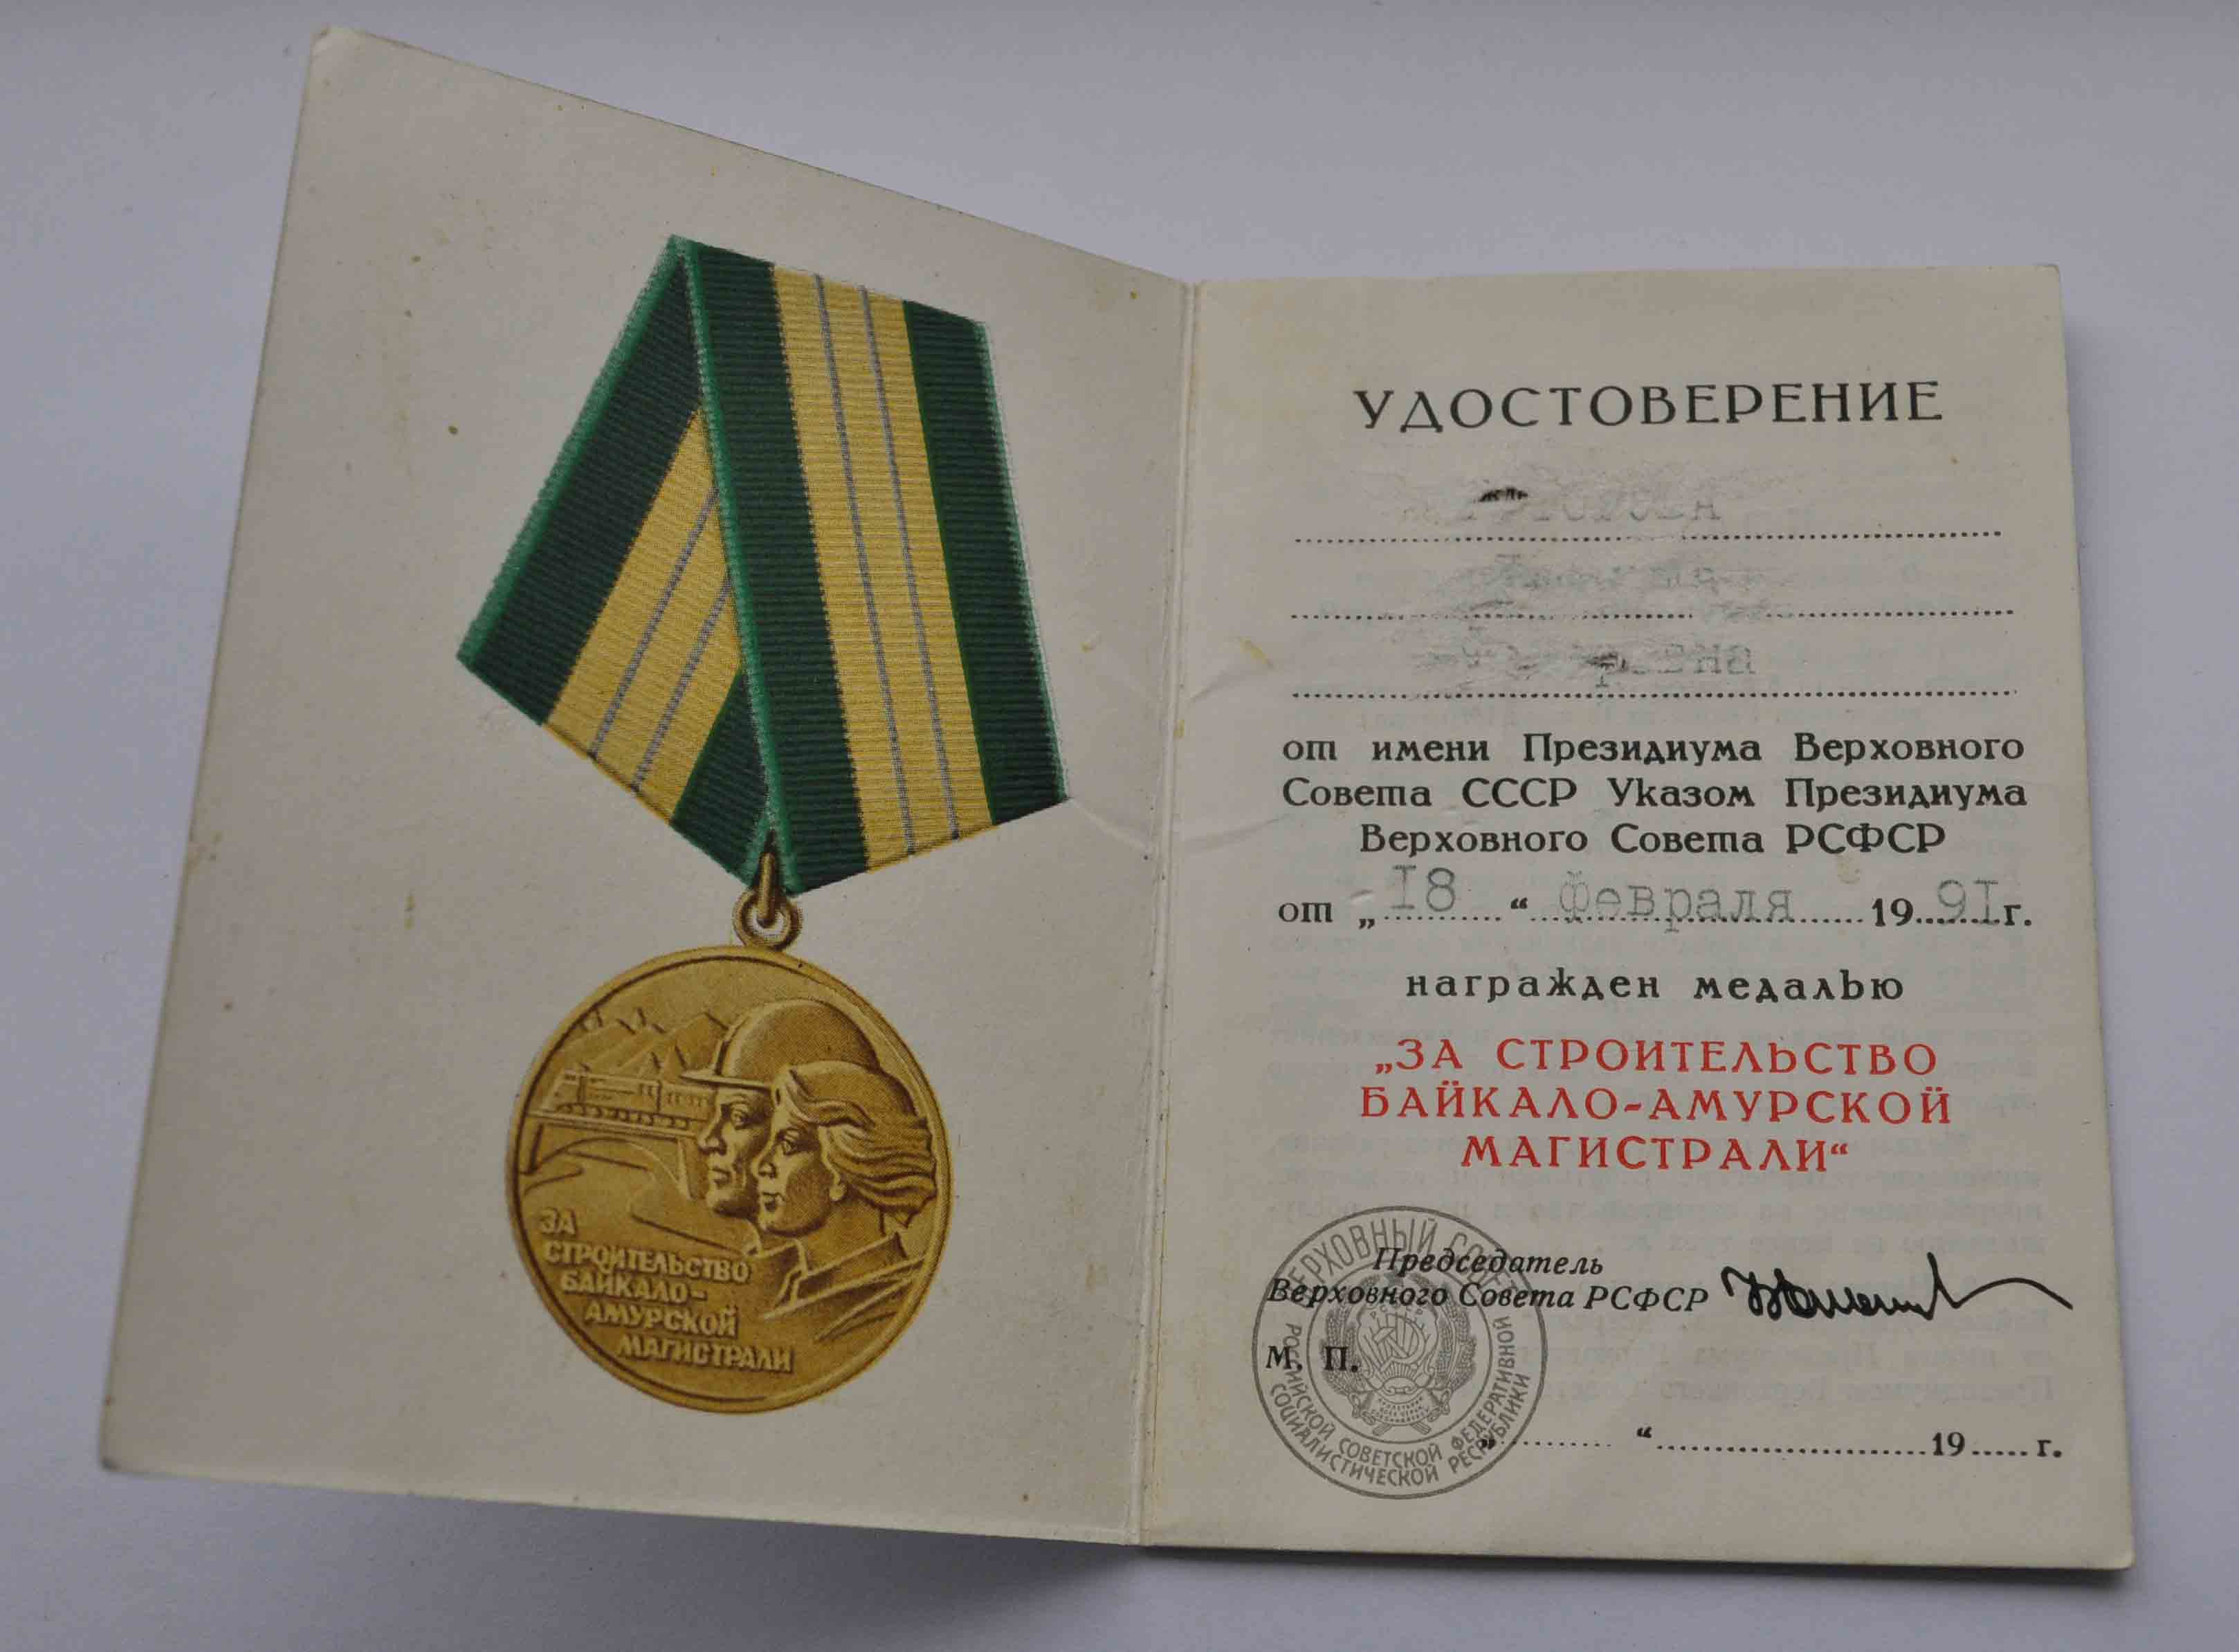 ЗА
СТРОИТЕЛЬСТВО
БАЙКАЛО-
АМУРСКОЙ
МАГИСТРАЛИ
УДОСТОВЕРЕНИЕ
от имени Президиума Верховного
Совета СССР Указом Президиума
Верховного Совета РСФСР
от „18“ февраля 1991 г.
награжден медалью
„ЗА СТРОИТЕЛЬСТВО
БАЙКАЛО-АМУРСКОЙ
МАГИСТРАЛИ“
Председатель
Верховного Совета РСФСР
М. П.
„.........“ ........................ 19..... г.
ВЕРХОВНЫЙ СОВЕТ
РОССИЙСКОЙ СОВЕТСКОЙ ФЕДЕРАТИВНОЙ
СОЦИАЛИСТИЧЕСКОЙ РЕСПУБЛИКИ